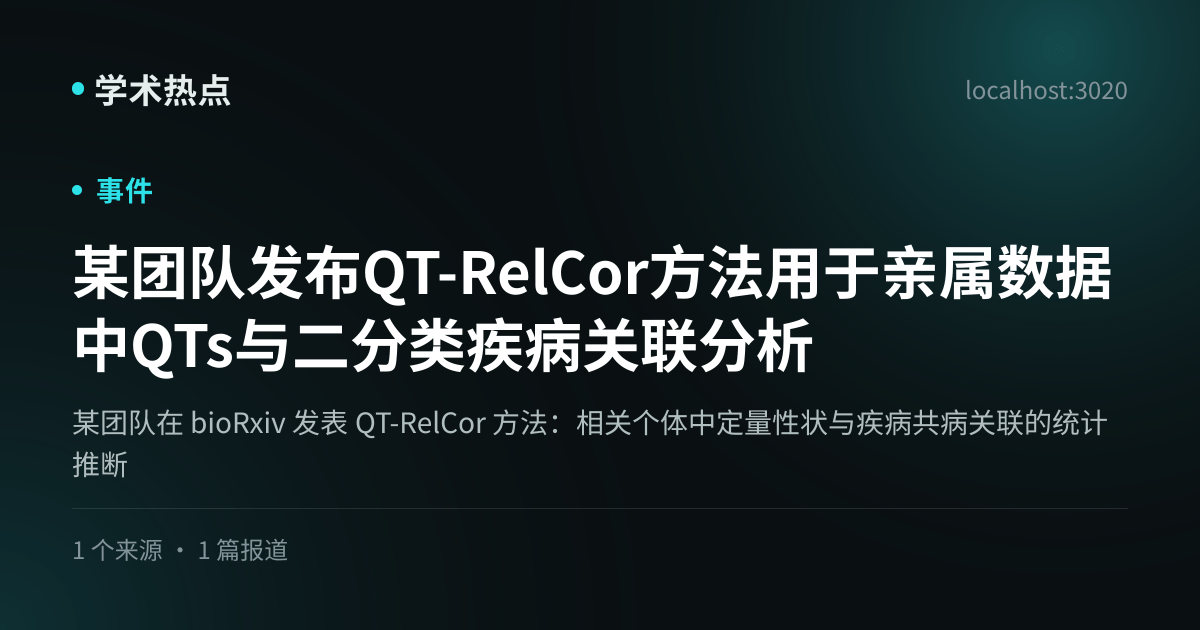 学术热点
localhost:3020
事件
某团队发布QT-RelCor方法用于亲属数据
中QTs与二分类疾病关联分析
某团队在 bioRxiv 发表 QT-RelCor 方法：相关个体中定量性状与疾病共病关联的统计
推断
1 个来源 · 1 篇报道